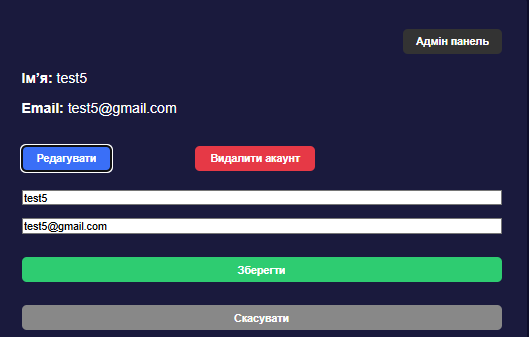 Адмін панель
Ім’я: test5
Email: test5@gmail.com
Редагувати Видалити акаунт
test5
test5@gmail.com
Зберегти
Скасувати